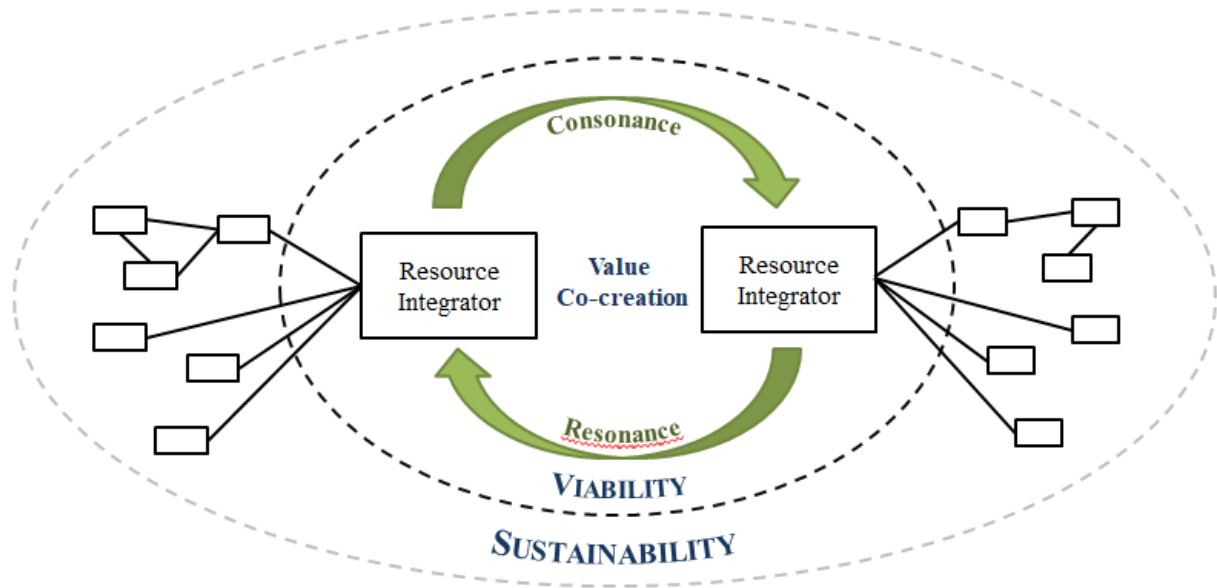 Consonance
Resource
Integrator
Value
Co-creation
Resource
Integrator
Resonance
VIABILITY
SUSTAINABILITY